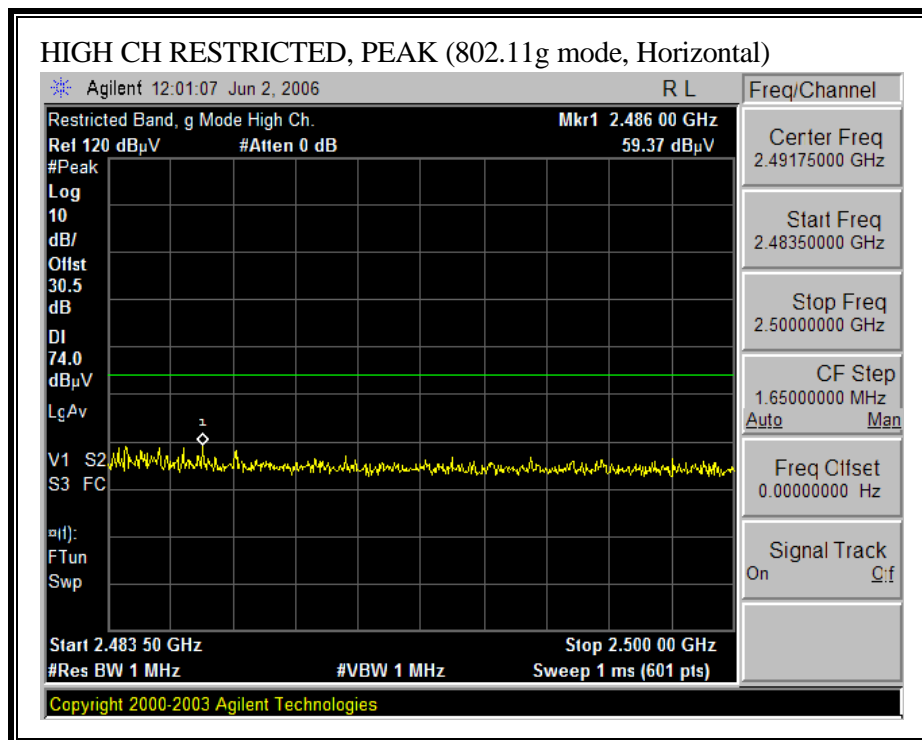 HIGH CH RESTRICTED, PEAK (802.11g mode, Horizontal)
Agilent 12:01:07 Jun 2, 2006 R L
Restricted Band, g Mode High Ch. Mkr1 2.486 00 GHz
Ref 120 dBµV #Atten 0 dB 59.37 dBµV
#Peak
Log
10
dB/
Offst
30.5
dB
DI
74.0
dBµV
LgAv
1
V1 S2
S3 FC
¤(f):
FTun
Swp
Start 2.483 50 GHz Stop 2.500 00 GHz
#Res BW 1 MHz #VBW 1 MHz Sweep 1 ms (601 pts)
Freq/Channel
Center Freq
2.49175000 GHz
Start Freq
2.48350000 GHz
Stop Freq
2.50000000 GHz
CF Step
1.65000000 MHz
Auto Man
Freq Offset
0.00000000 Hz
Signal Track
On Off
Copyright 2000-2003 Agilent Technologies